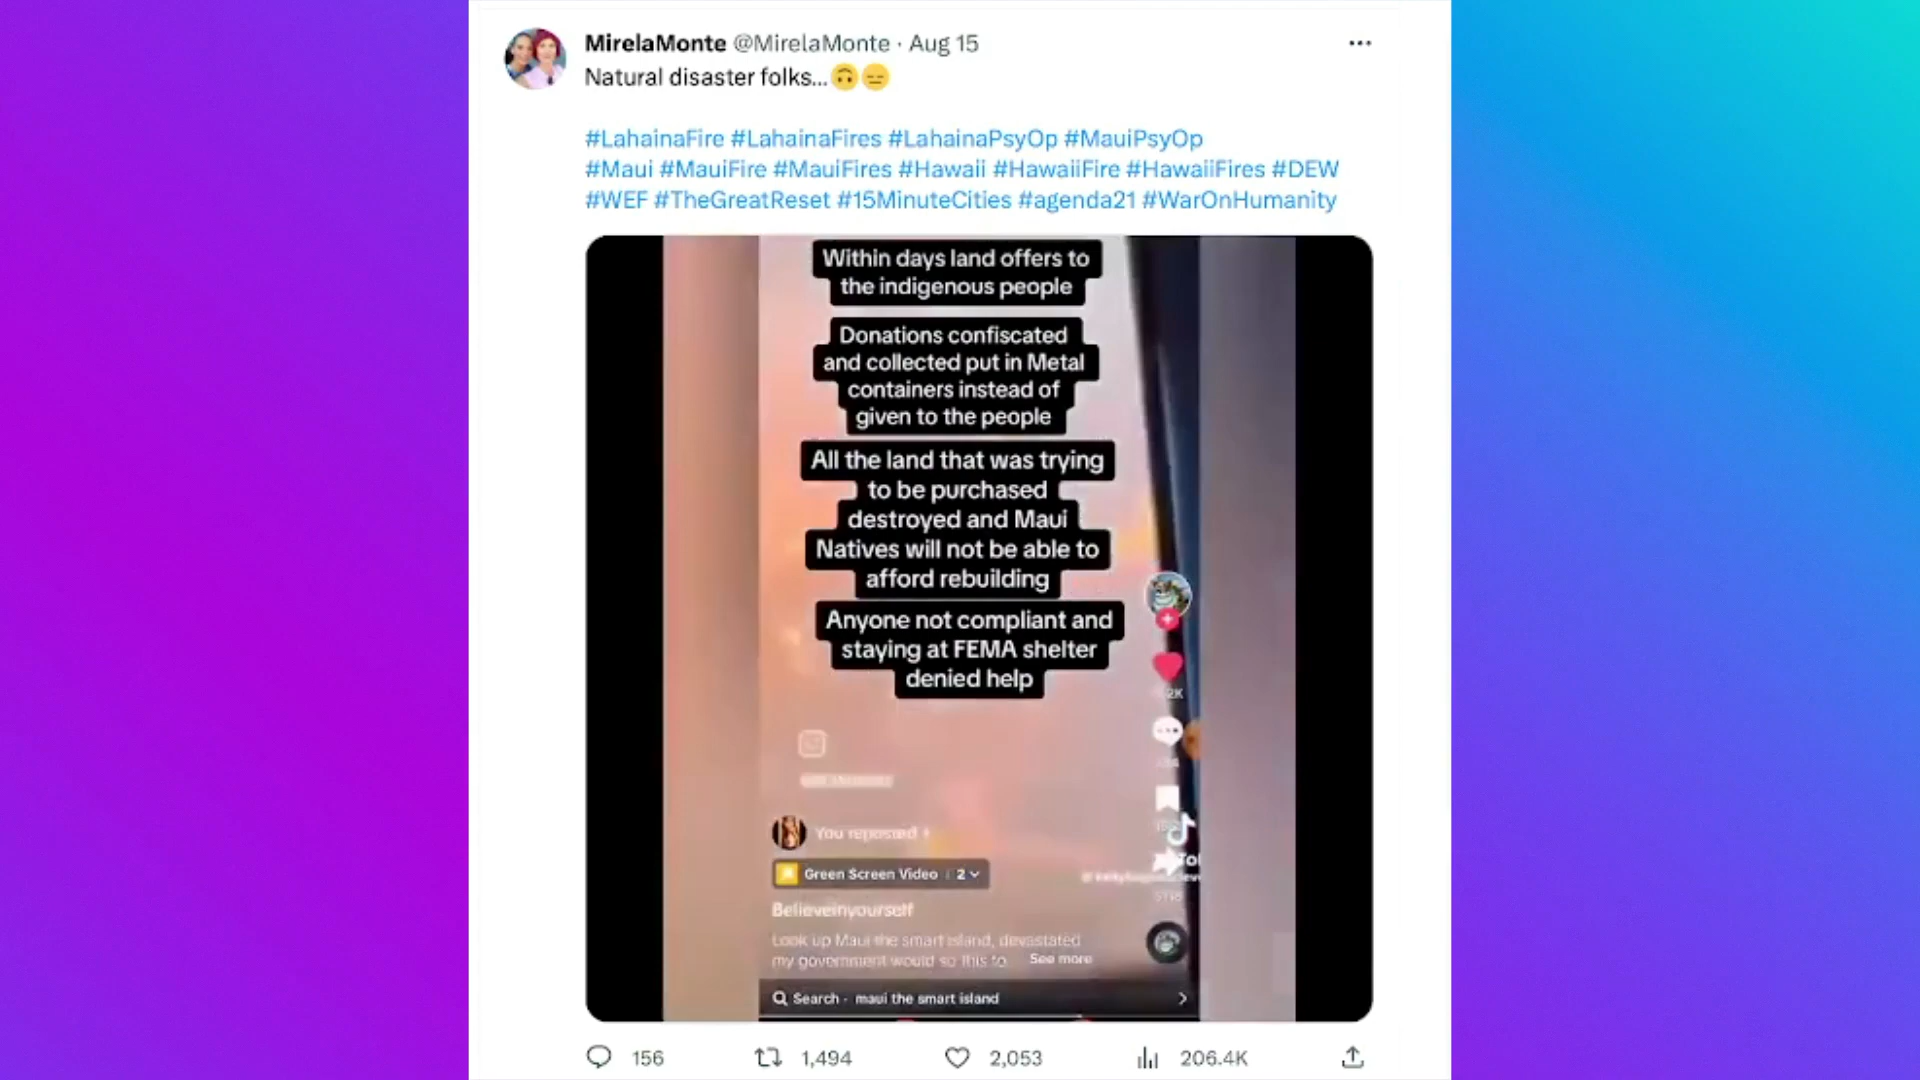 MirelaMonte @MirelaMonte · Aug 15
Natural disaster folks...🙃😑
#LahainaFire #LahainaFires #LahainaPsyOp #MauiPsyOp
#Maui #MauiFire #MauiFires #Hawaii #HawaiiFire #HawaiiFires #DEW
#WEF #TheGreatReset #15MinuteCities #agenda21 #WarOnHumanity
Within days land offers to
the indigenous people
Donations confiscated
and collected put in Metal
containers instead of
given to the people
All the land that was trying
to be purchased
destroyed and Maui
Natives will not be able to
afford rebuilding
Anyone not compliant and
staying at FEMA shelter
denied help
You reposted
Green Screen Video | 2
Believeinyourself
Look up Maui the smart island, devastated
my government would so this to See more
Search · maui the smart island
156 1,494 2,053 206.4K